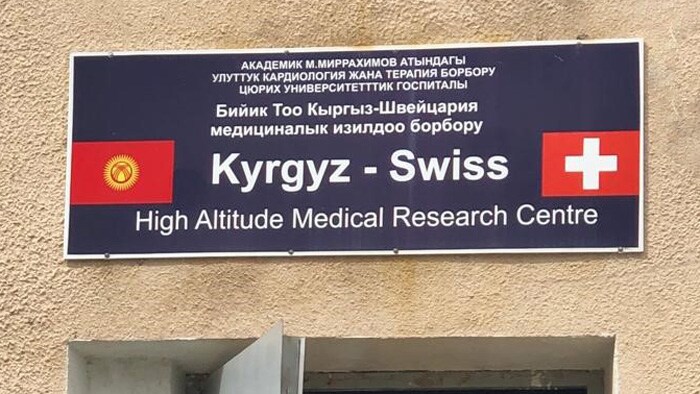 АКАДЕМИК М.МИРРАХИМОВ АТЫНДАГЫ
УЛУТТУК КАРДИОЛОГИЯ ЖАНА ТЕРАПИЯ БОРБОРУ
ЦЮРИХ УНИВЕРСИТЕТТТИК ГОСПИТАЛЫ
Бийик Тоо Кыргыз-Швейцария
медициналык изилдоо борбору
Kyrgyz - Swiss
High Altitude Medical Research Centre